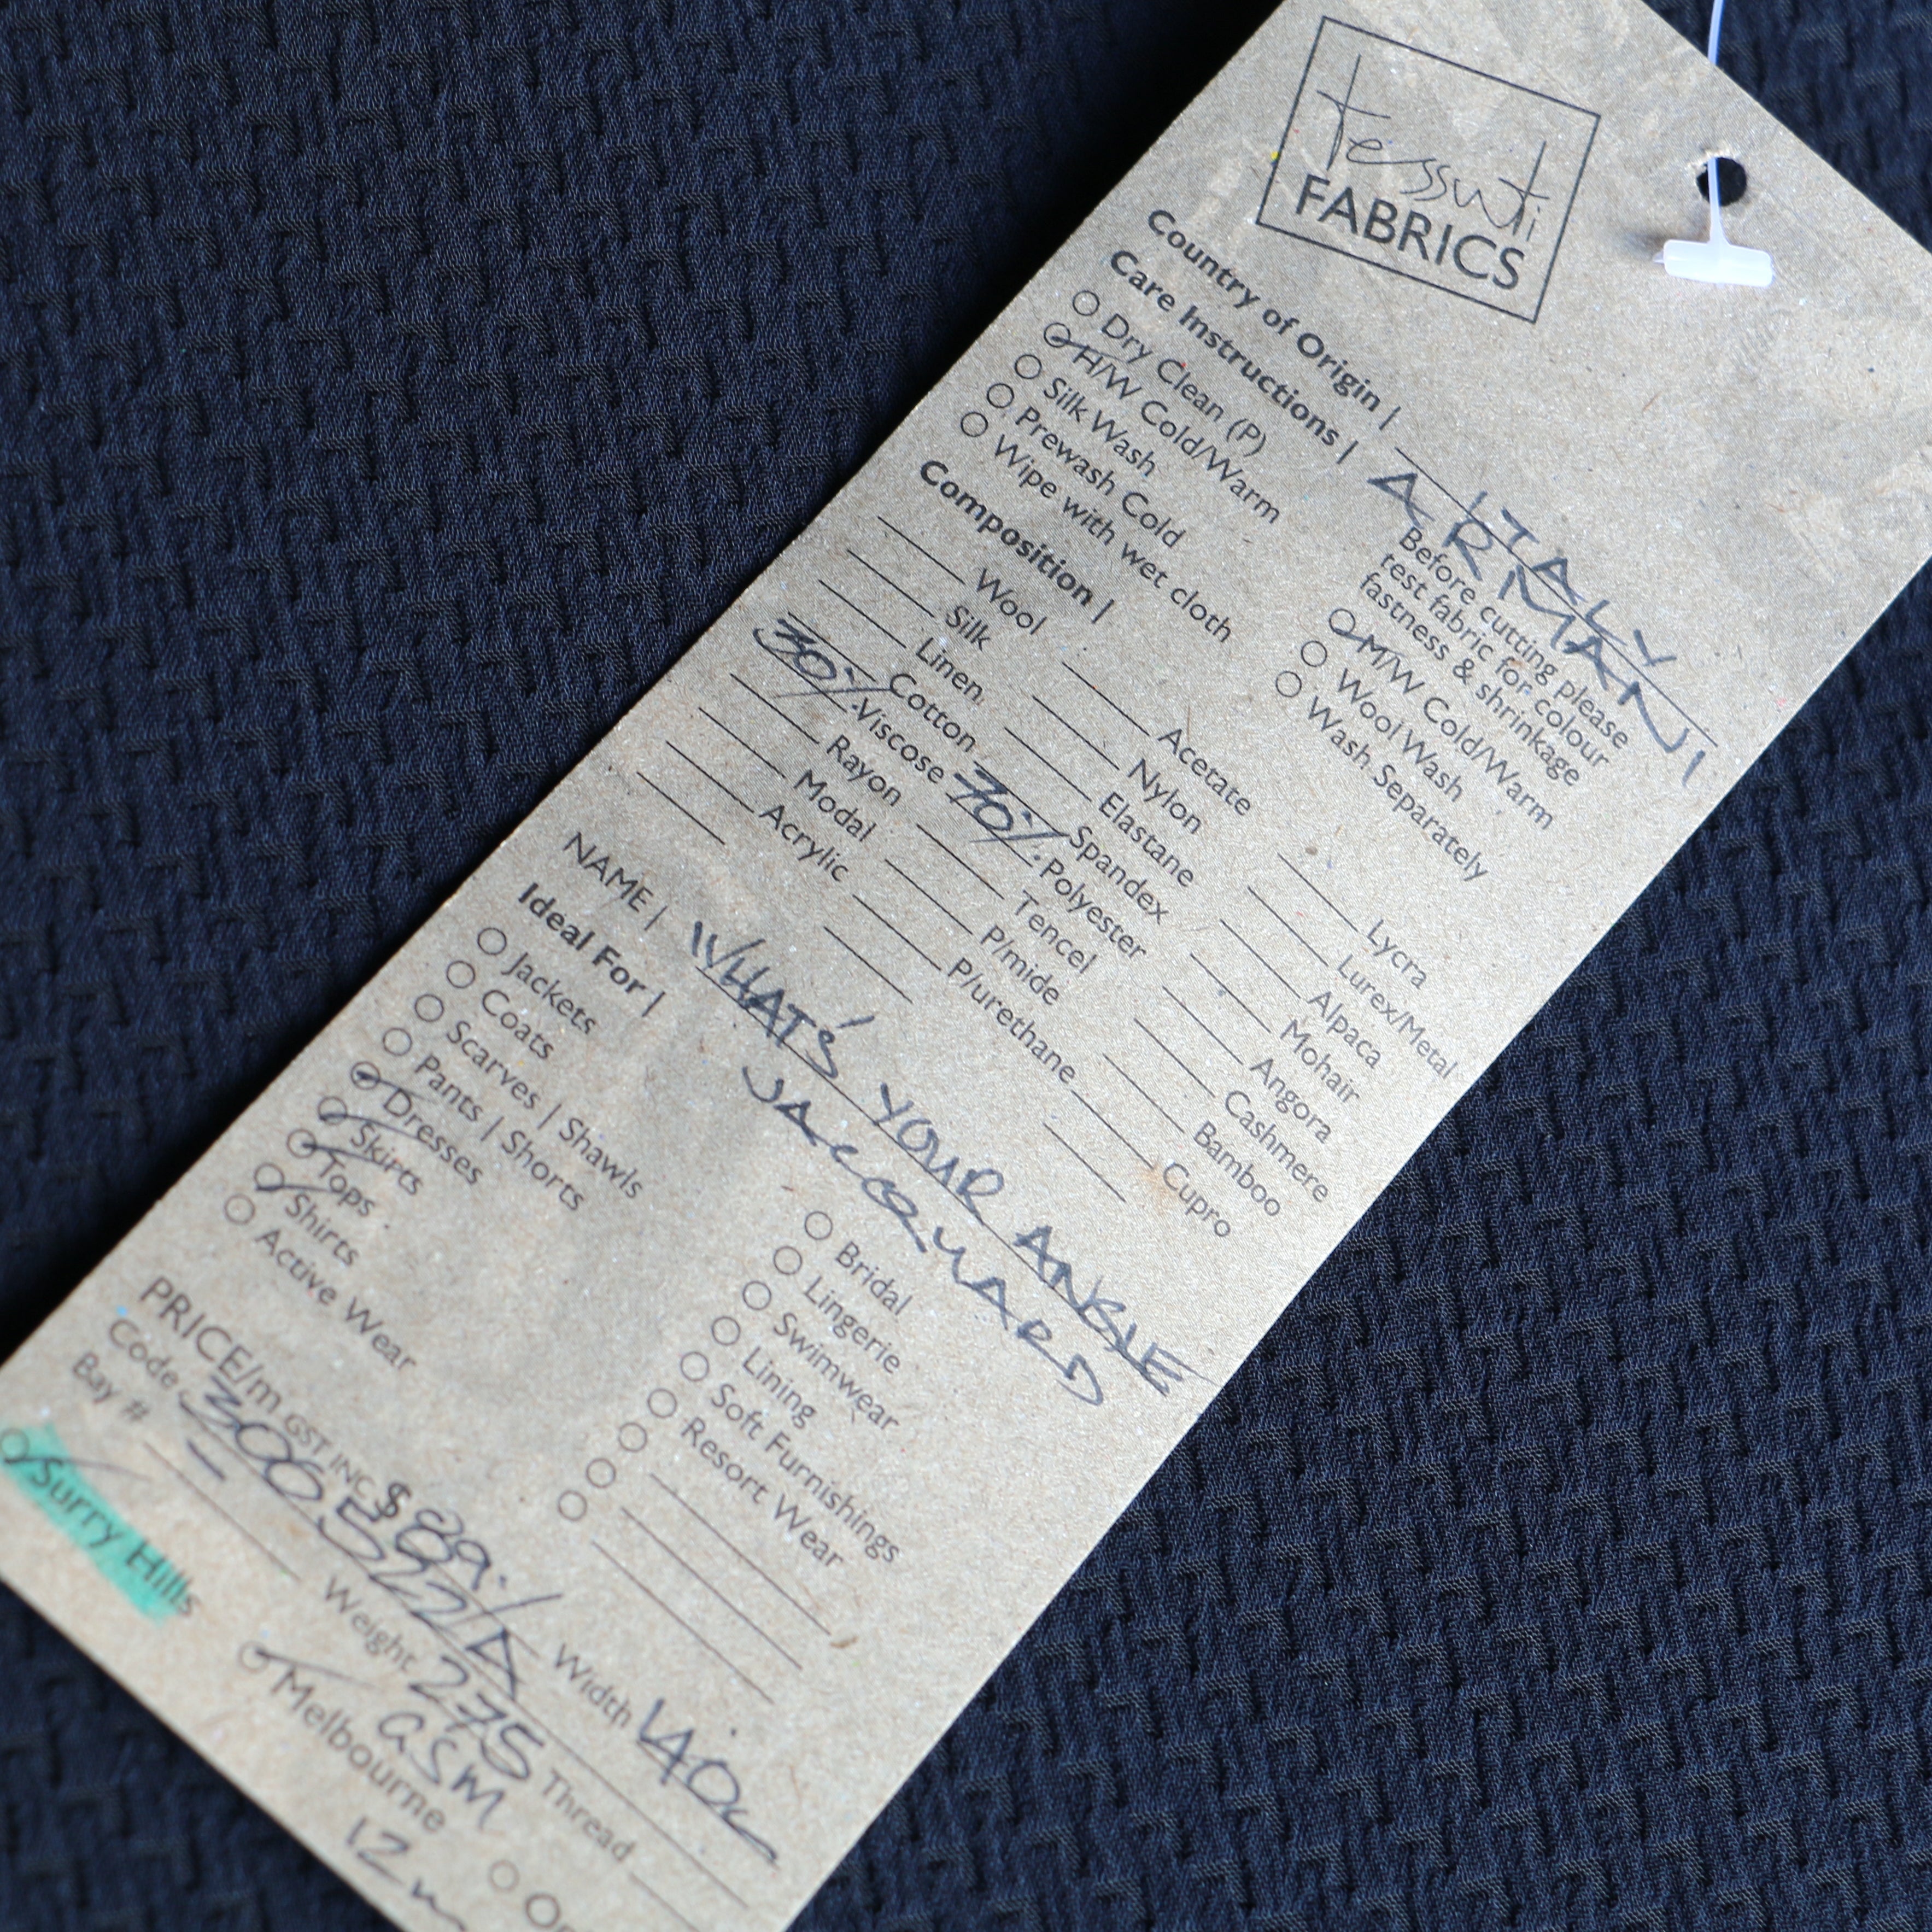 tessuti
FABRICS
Country of Origin | ITALY
Care Instructions | ARMANI
Dry Clean (P)
H/W Cold/Warm
Silk Wash
Prewash Cold
Wipe with wet cloth
Before cutting please
test fabric for colour
fastness & shrinkage
M/W Cold/Warm
Wool Wash
Wash Separately
Composition |
Wool
Silk
Linen
Cotton
30% Viscose
Rayon
Modal
Acrylic
Acetate
Nylon
Elastane
Spandex
70% Polyester
Tencel
P/mide
P/urethane
Lycra
Lurex/Metal
Alpaca
Mohair
Angora
Cashmere
Bamboo
Cupro
NAME | WHAT'S YOUR ANGLE
JACQUARD
Ideal For |
Jackets
Coats
Scarves | Shawls
Pants | Shorts
Dresses
Skirts
Tops
Shirts
Active Wear
Bridal
Lingerie
Swimwear
Lining
Soft Furnishings
Resort Wear
PRICE/m GST INC $89.- Width 140c
Code 300522/A
Bay # Weight 275 Thread
GSM
Surry Hills Melbourne
12m